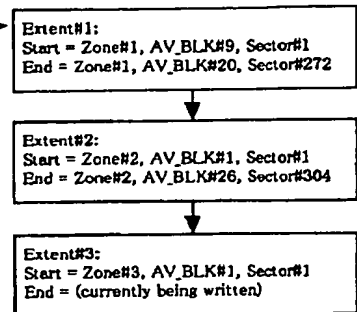 Extent#1:
Start = Zone#1, AV_BLK#9, Sector#1
End = Zone#1, AV_BLK#20, Sector#272
Extent#2:
Start = Zone#2, AV_BLK#1, Sector#1
End = Zone#2, AV_BLK#26, Sector#304
Extent#3:
Start = Zone#3, AV_BLK#1, Sector#1
End = (currently being written)